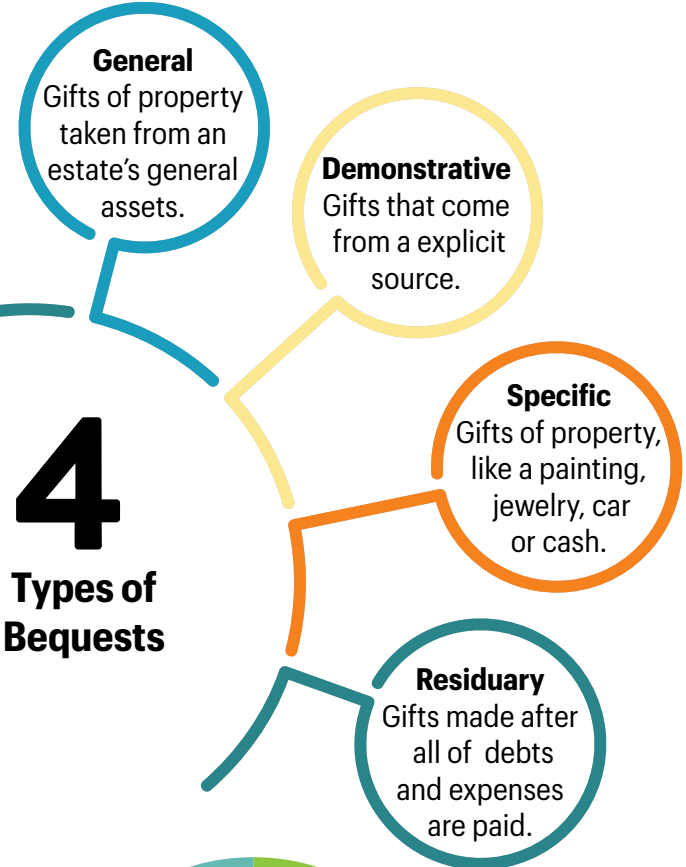 General
Gifts of property
taken from an
estate’s general
assets.
Demonstrative
Gifts that come
from a explicit
source.
Specific
Gifts of property,
like a painting,
jewelry, car
or cash.
4
Types of
Bequests
Residuary
Gifts made after
all of debts
and expenses
are paid.